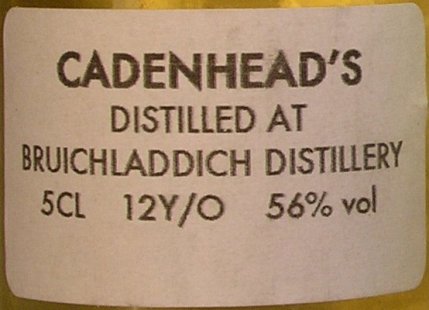 CADENHEAD'S
DISTILLED AT
BRUICHLADDICH DISTILLERY
5CL 12Y/O 56% vol